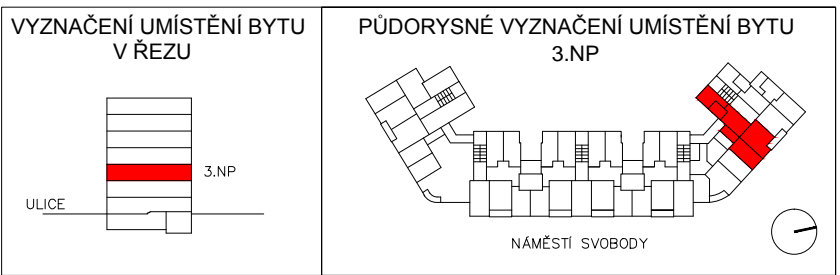 VYZNAČENÍ UMÍSTĚNÍ BYTU
V ŘEZU
3.NP
ULICE
PŮDORYSNÉ VYZNAČENÍ UMÍSTĚNÍ BYTU
3.NP
NÁMĚSTÍ SVOBODY